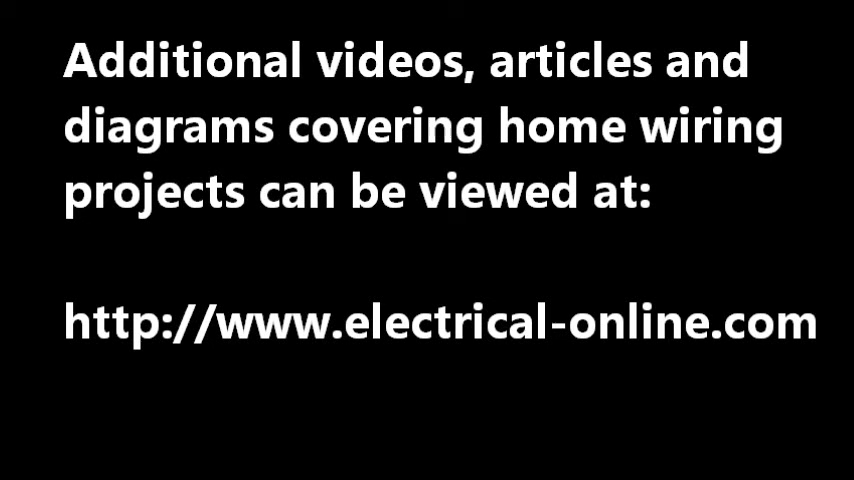 Additional videos, articles and
diagrams covering home wiring
projects can be viewed at:
http://www.electrical-online.com